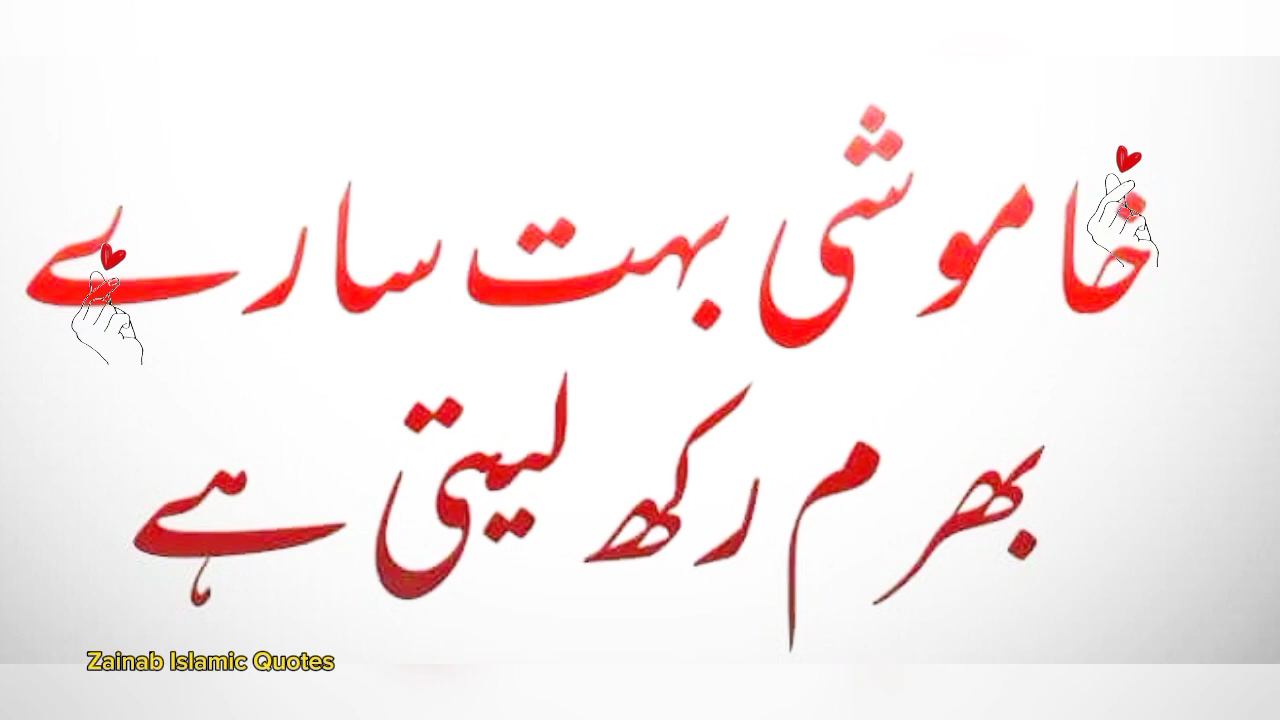 خاموشی بہت سارے
بھرم رکھ لیتی ہے
Zainab Islamic Quotes